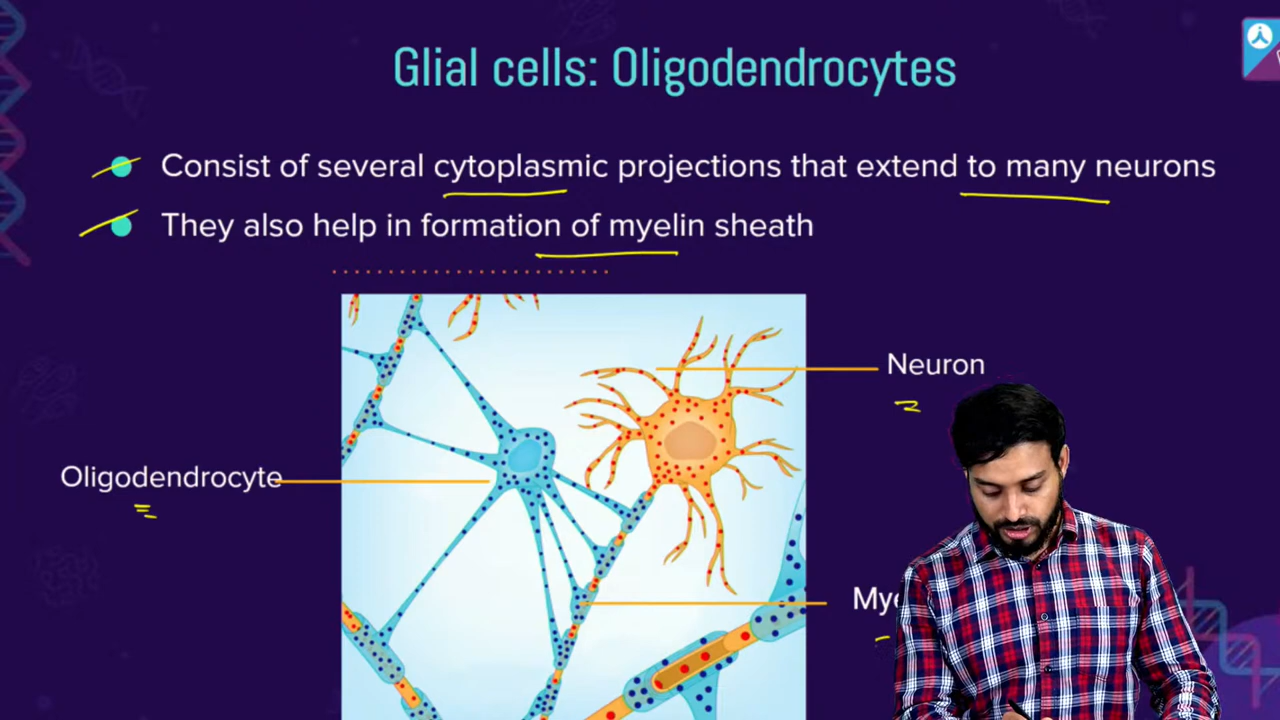 Glial cells: Oligodendrocytes
Consist of several cytoplasmic projections that extend to many neurons
They also help in formation of myelin sheath
Neuron
Oligodendrocyte